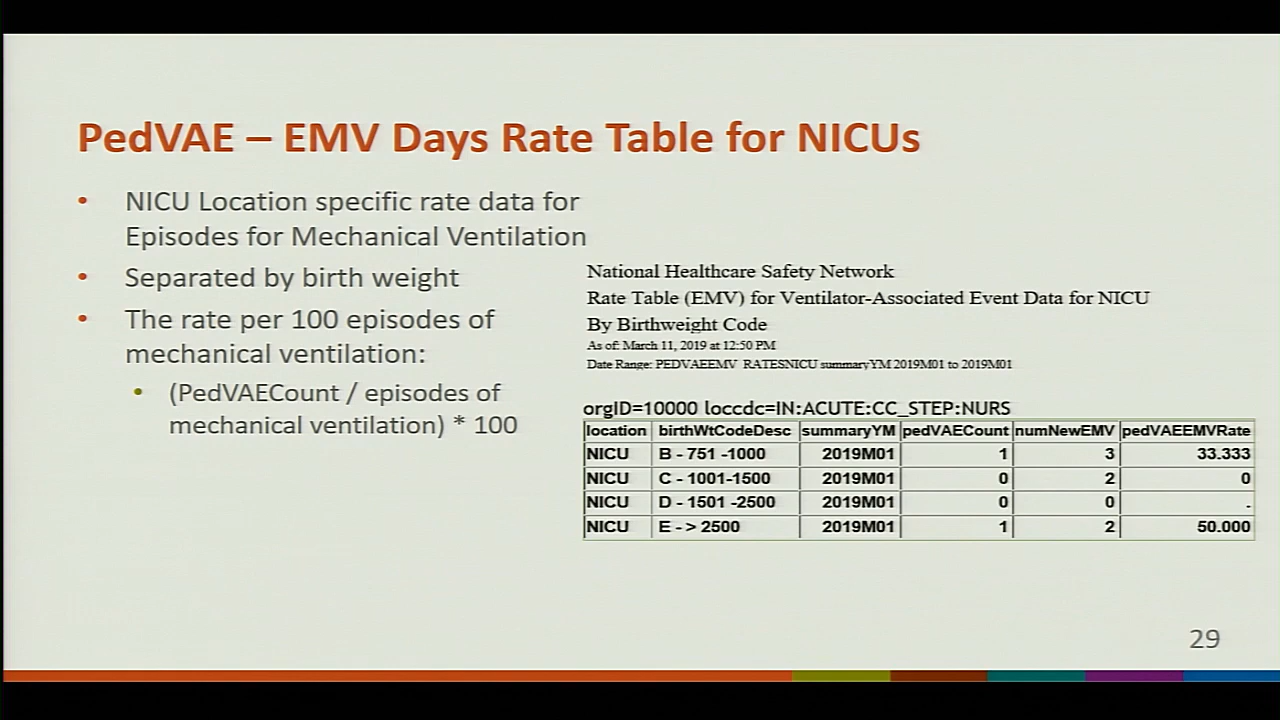 PedVAE – EMV Days Rate Table for NICUs
• NICU Location specific rate data for
Episodes for Mechanical Ventilation
• Separated by birth weight
• The rate per 100 episodes of
mechanical ventilation:
• (PedVAECount / episodes of
mechanical ventilation) * 100
National Healthcare Safety Network
Rate Table (EMV) for Ventilator-Associated Event Data for NICU
By Birthweight Code
As of: March 11, 2019 at 12:50 PM
Date Range: PEDVAEEMV_RATESNICU summaryYM 2019M01 to 2019M01
orgID=10000 loccdc=IN:ACUTE:CC_STEP:NURS
location birthWtCodeDesc summaryYM pedVAECount numNewEMV pedVAEEMVRate
NICU B - 751 -1000 2019M01 1 3 33.333
NICU C - 1001-1500 2019M01 0 2 0
NICU D - 1501 -2500 2019M01 0 0 .
NICU E - > 2500 2019M01 1 2 50.000
29